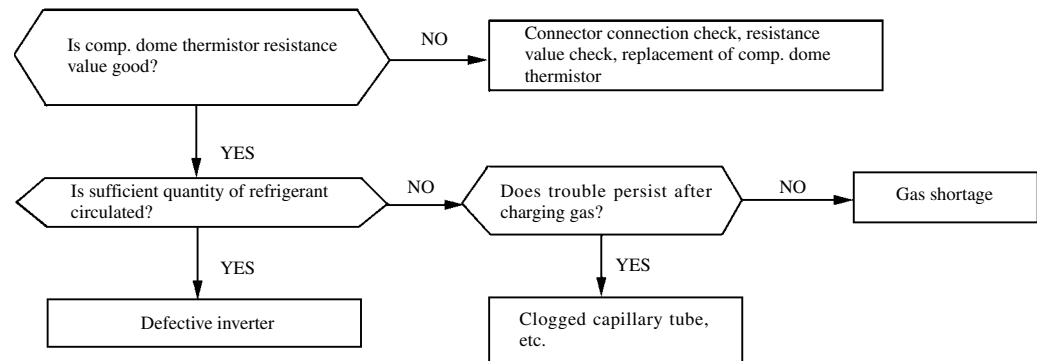 Is comp. dome thermistor resistance
value good?
NO
Connector connection check, resistance
value check, replacement of comp. dome
thermistor
YES
Is sufficient quantity of refrigerant
circulated?
NO
Does trouble persist after
charging gas?
NO
Gas shortage
YES
YES
Defective inverter
Clogged capillary tube,
etc.